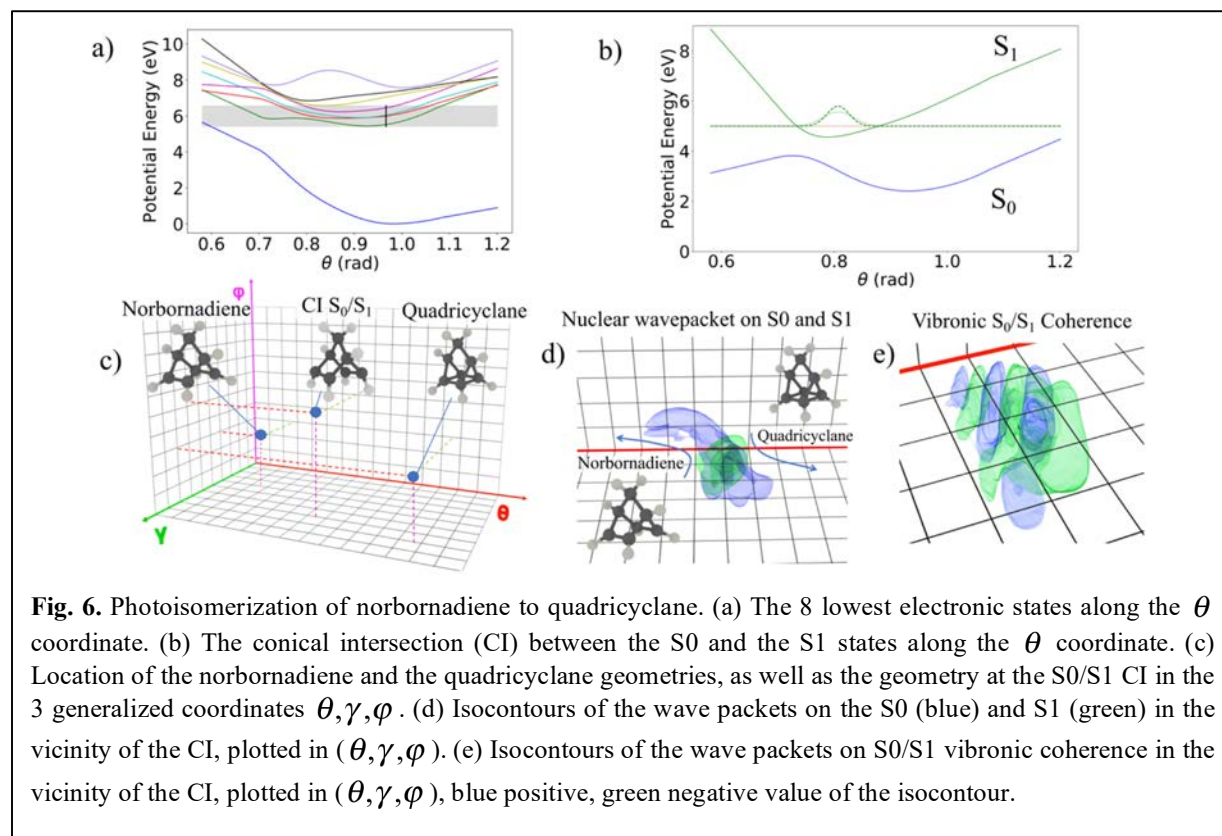 a)
Potential Energy (eV)
10
8
6
4
2
0
0.6 0.7 0.8 0.9 1.0 1.1 1.2
θ (rad)
b)
Potential Energy (eV)
8
6
4
2
0
S₁
S₀
0.6 0.8 1.0 1.2
θ (rad)
c)
φ
Norbornadiene
CI S₀/S₁
Quadricyclane
γ
θ
d)
Nuclear wavepacket on S0 and S1
Quadricyclane
Norbornadiene
e)
Vibronic S₀/S₁ Coherence
Fig. 6. Photoisomerization of norbornadiene to quadricyclane. (a) The 8 lowest electronic states along the θ
coordinate. (b) The conical intersection (CI) between the S0 and the S1 states along the θ coordinate. (c)
Location of the norbornadiene and the quadricyclane geometries, as well as the geometry at the S0/S1 CI in the
3 generalized coordinates θ,γ,φ . (d) Isocontours of the wave packets on the S0 (blue) and S1 (green) in the
vicinity of the CI, plotted in (θ,γ,φ ). (e) Isocontours of the wave packets on S0/S1 vibronic coherence in the
vicinity of the CI, plotted in (θ,γ,φ ), blue positive, green negative value of the isocontour.